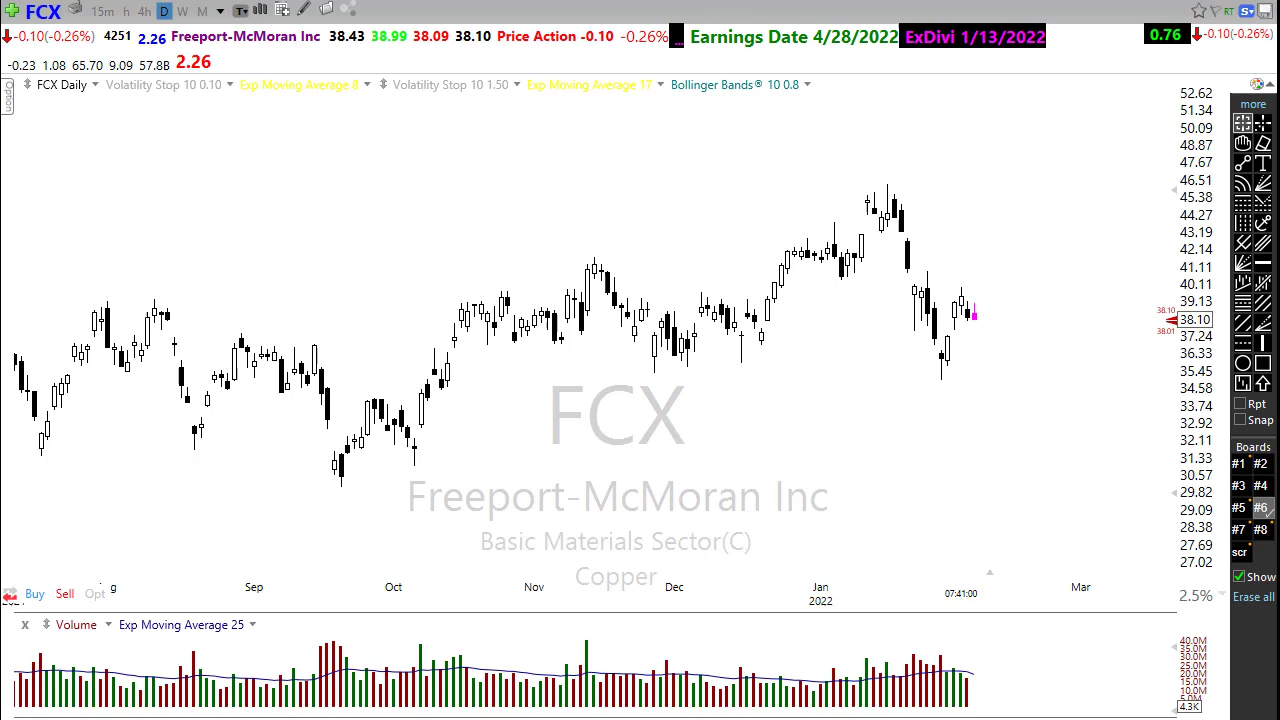 FCX 15m h 4h D W M T RT S
-0.10(-0.26%) 4251 2.26 Freeport-McMoran Inc 38.43 38.99 38.09 38.10 Price Action -0.10 -0.26% ... Earnings Date 4/28/2022 ExDivi 1/13/2022 0.76 -0.10(-0.26%)
-0.23 1.08 65.70 9.09 57.8B 2.26
Option
FCX Daily Volatility Stop 10 0.10 Exp Moving Average 8 Volatility Stop 10 1.50 Exp Moving Average 17 Bollinger Bands® 10 0.8
52.62
51.34
50.09
48.87
47.67
46.51
45.38
44.27
43.19
42.14
41.11
40.11
39.13
38.10
38.10
38.01
37.24
36.33
35.45
34.58
33.74
32.92
32.11
31.33
30.57
29.82
29.09
28.38
27.69
27.02
more
Rpt
Snap
Boards
#1 #2
#3 #4
#5 #6
#7 #8
scr
Show
Erase all
FCX
Freeport-McMoran Inc
Basic Materials Sector(C)
Copper
Sep Oct Nov Dec Jan Mar
2022 07:41:00
Buy Sell Opt
2.5%
x Volume Exp Moving Average 25
40.0M
35.0M
30.0M
25.0M
20.0M
15.0M
10.0M
5.0M
4.3K